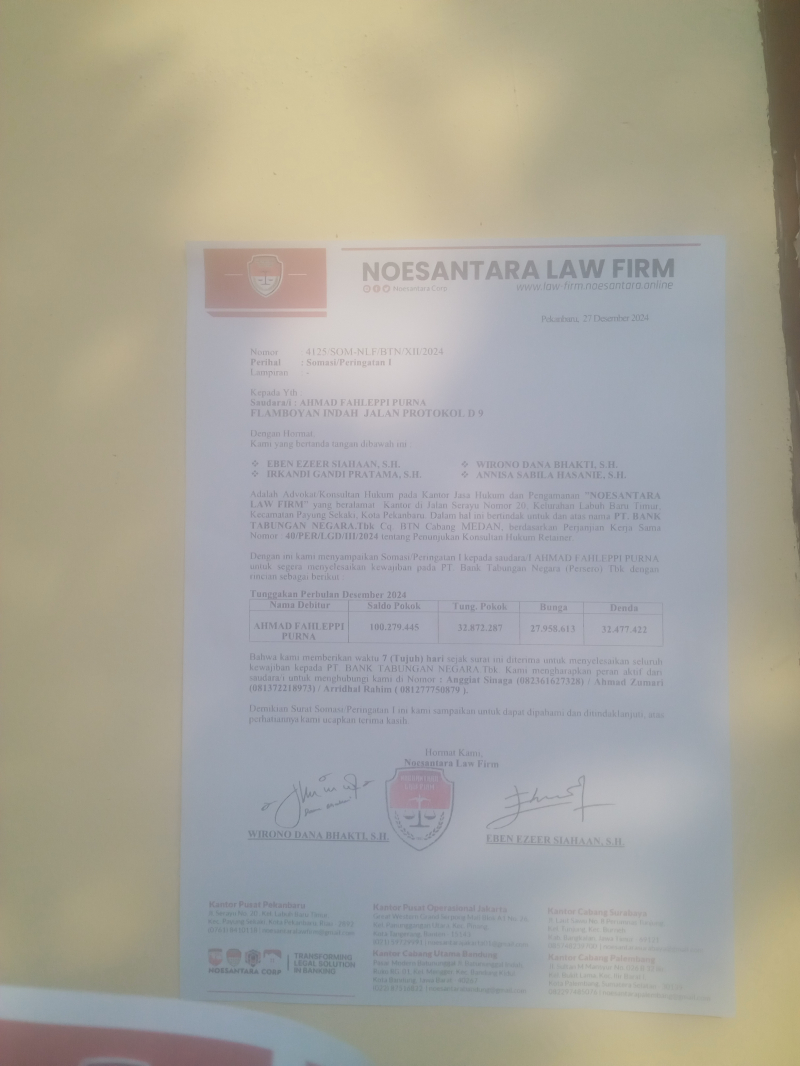 NOESANTARA LAW FIRM
Noesantara Corp
www.law-firm.noesantara.online
Pekanbaru, 27 Desember 2024
Nomor : 4125/SOM-NLF/BTN/XII/2024
Perihal : Somasi/Peringatan I
Lampiran : -
Kepada Yth :
Saudara/i : AHMAD FAHLEPPI PURNA
FLAMBOYAN INDAH JALAN PROTOKOL D 9
Dengan Hormat,
Kami yang bertanda tangan dibawah ini :
❖ EBEN EZEER SIAHAAN, S.H. ❖ WIRONO DANA BHAKTI, S.H.
❖ IRKANDI GANDI PRATAMA, S.H. ❖ ANNISA SABILA HASANIE, S.H.
Adalah Advokat/Konsultan Hukum pada Kantor Jasa Hukum dan Pengamanan "NOESANTARA
LAW FIRM" yang beralamat Kantor di Jalan Serayu Nomor 20, Kelurahan Labuh Baru Timur,
Kecamatan Payung Sekaki, Kota Pekanbaru. Dalam hal ini bertindak untuk dan atas nama PT. BANK
TABUNGAN NEGARA.Tbk Cq. BTN Cabang MEDAN, berdasarkan Perjanjian Kerja Sama
Nomor 40/PER/LGD/III/2024 tentang Penunjukan Konsultan Hukum Retainer.
Dengan ini kami menyampaikan Somasi/Peringatan I kepada saudara/I AHMAD FAHLEPPI PURNA
untuk segera menyelesaikan kewajiban pada PT. Bank Tabungan Negara (Persero) Tbk dengan
rincian sebagai berikut
Tunggakan Perbulan Desember 2024
Nama Debitur Saldo Pokok Tung. Pokok Bunga Denda
AHMAD FAHLEPPI PURNA 100.279.445 32.872.287 27.958.613 32.477.422
Bahwa kami memberikan waktu 7 (Tujuh) hari sejak surat ini diterima untuk menyelesaikan seluruh
kewajiban kepada PT. BANK TABUNGAN NEGARA.Tbk. Kami mengharapkan peran aktif dari
saudara/i untuk menghubungi kami di Nomor : Anggiat Sinaga (082361627328) / Ahmad Zumari
(081372218973) / Arridhal Rahim ( 081277750879 ).
Demikian Surat Somasi/Peringatan I ini kami sampaikan untuk dapat dipahami dan ditindaklanjuti, atas
perhatiannya kami ucapkan terima kasih.
Hormat Kami,
Noesantara Law Firm
NOESANTARA
LAW FIRM
WIRONO DANA BHAKTI, S.H. EBEN EZEER SIAHAAN, S.H.
Kantor Pusat Pekanbaru
NOESANTARA CORP
TRANSFORMING
LEGAL SOLUTION
IN BANKING
Kantor Pusat Operasional Jakarta
Kantor Cabang Utama Bandung
Kantor Cabang Surabaya
Kantor Cabang Palembang